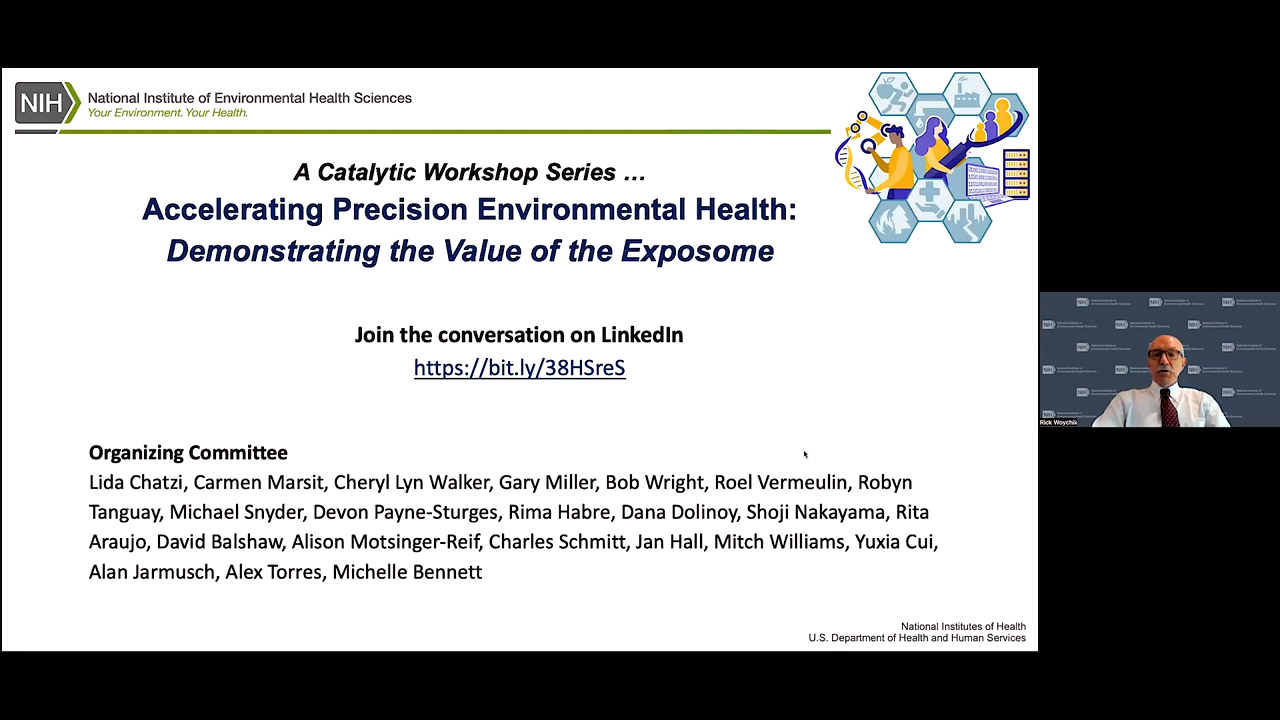 NIH
National Institute of Environmental Health Sciences
Your Environment. Your Health.
A Catalytic Workshop Series ...
Accelerating Precision Environmental Health:
Demonstrating the Value of the Exposome
Join the conversation on LinkedIn
https://bit.ly/38HSreS
Organizing Committee
Lida Chatzi, Carmen Marsit, Cheryl Lyn Walker, Gary Miller, Bob Wright, Roel Vermeulin, Robyn
Tanguay, Michael Snyder, Devon Payne-Sturges, Rima Habre, Dana Dolinoy, Shoji Nakayama, Rita
Araujo, David Balshaw, Alison Motsinger-Reif, Charles Schmitt, Jan Hall, Mitch Williams, Yuxia Cui,
Alan Jarmusch, Alex Torres, Michelle Bennett
National Institutes of Health
U.S. Department of Health and Human Services
Rick Woychik